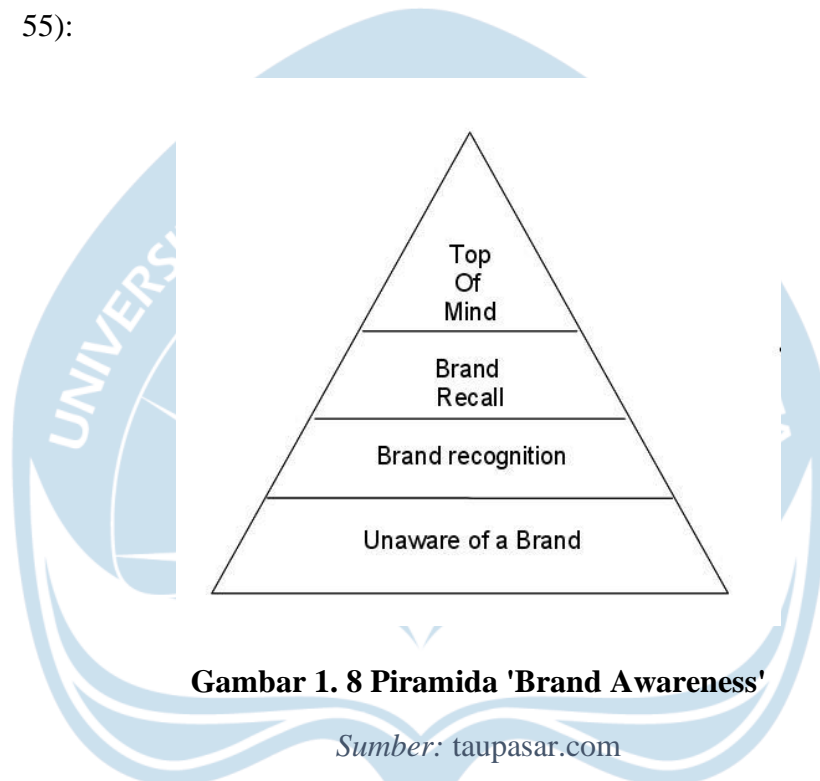 55):
Top
Of
Mind
Brand
Recall
Brand recognition
Unaware of a Brand
Gambar 1. 8 Piramida 'Brand Awareness'
Sumber: taupasar.com